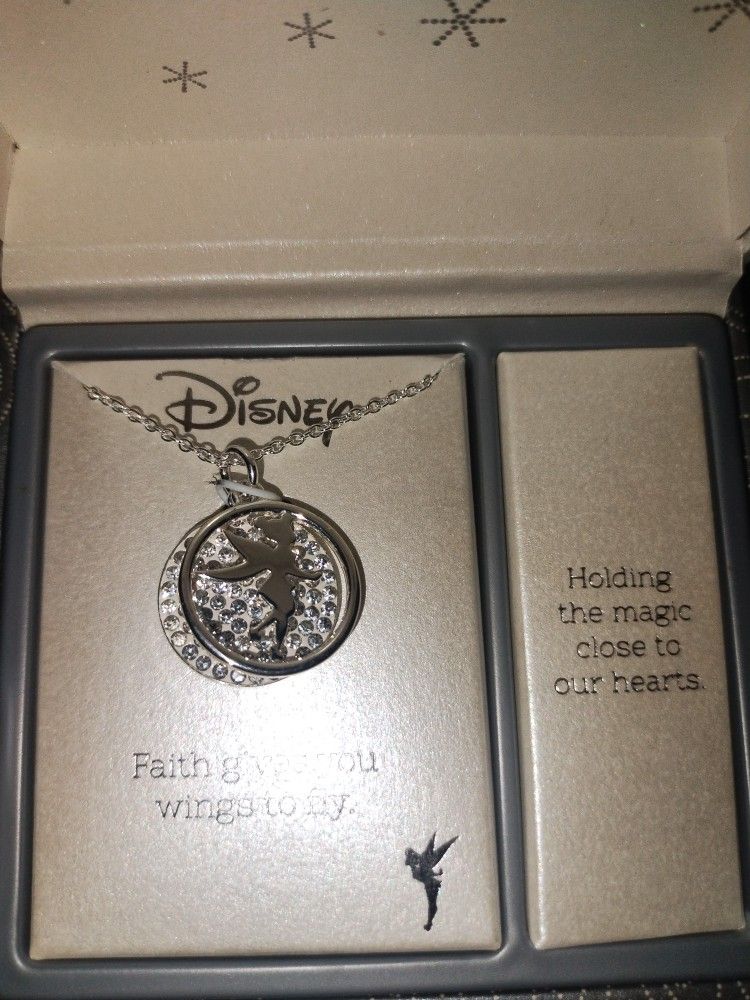 Disney
Faith gives you
wings to fly.
Holding
the magic
close to
our hearts.